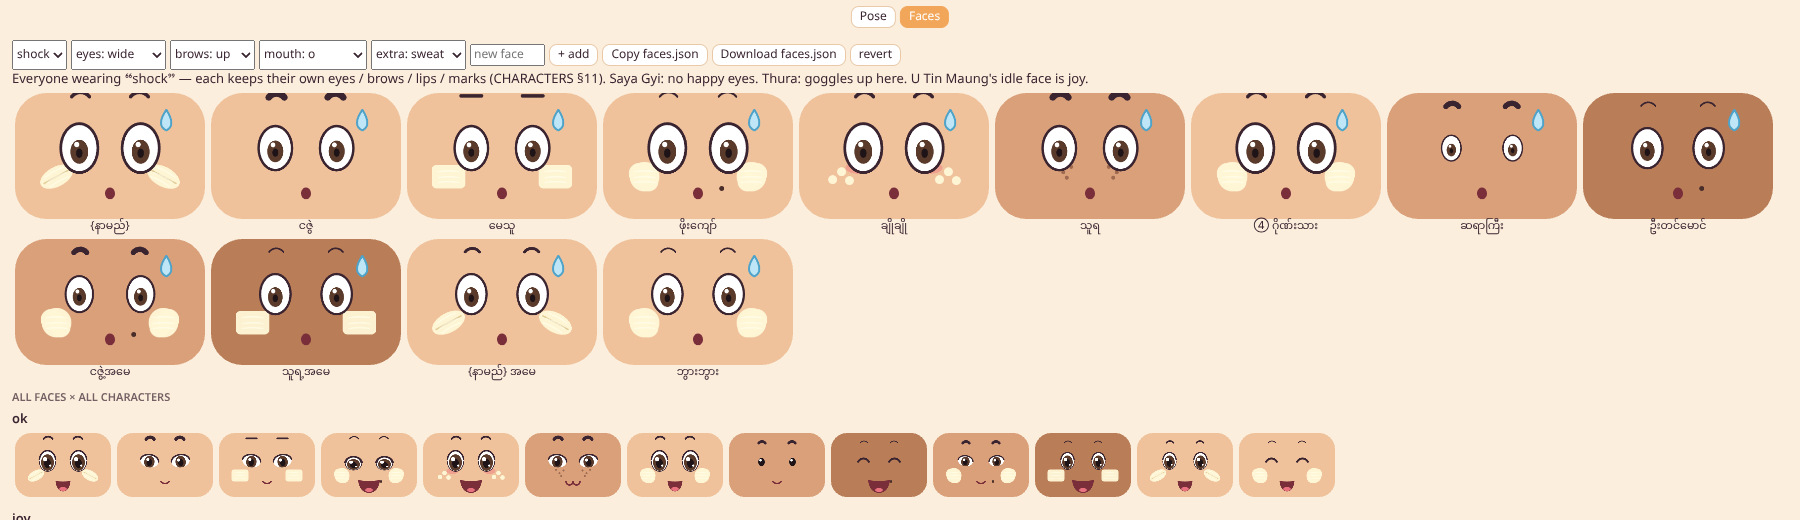 Pose Faces
shock eyes: wide brows: up mouth: o extra: sweat new face + add Copy faces.json Download faces.json revert
Everyone wearing “shock” — each keeps their own eyes / brows / lips / marks (CHARACTERS §11). Saya Gyi: no happy eyes. Thura: goggles up here. U Tin Maung's idle face is joy.
{နာမည်} ငဇွဲ မေသူ ဖိုးကျော် ချိုချို သူရ ④ ဂိုဏ်းသား ဆရာကြီး ဦးတင်မောင်
ငဇွဲ့အမေ သူရ့အမေ {နာမည်} အမေ ဘွားဘွား
ALL FACES × ALL CHARACTERS
ok
joy